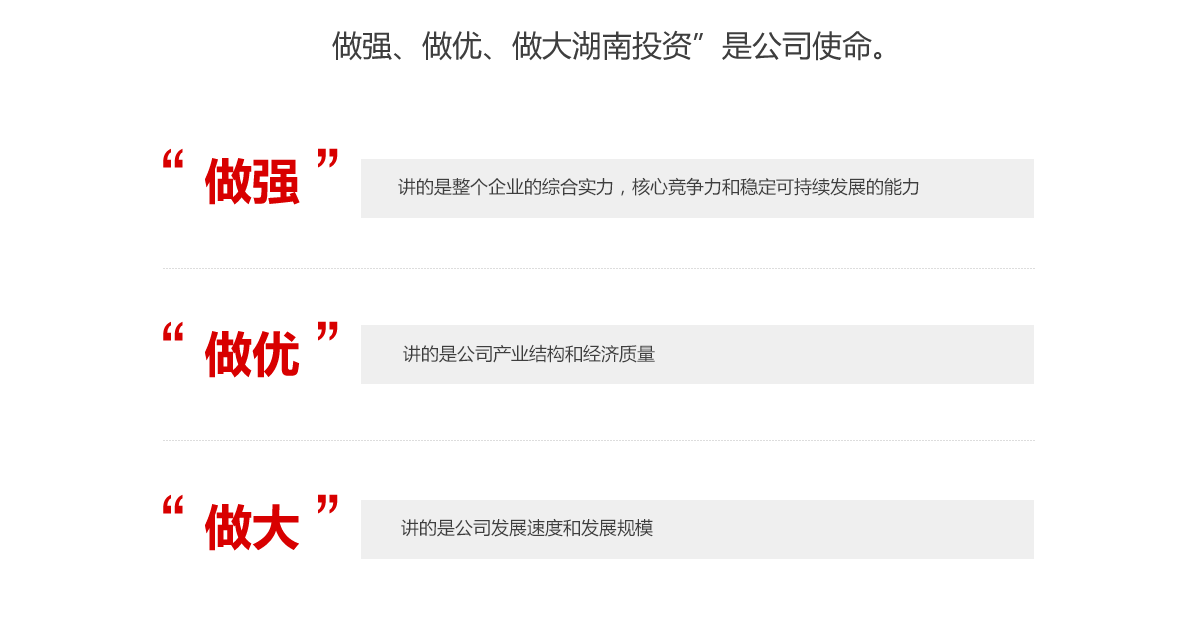 做强、做优、做大湖南投资”是公司使命。
“做强”
讲的是整个企业的综合实力，核心竞争力和稳定可持续发展的能力
“做优”
讲的是公司产业结构和经济质量
“做大”
讲的是公司发展速度和发展规模